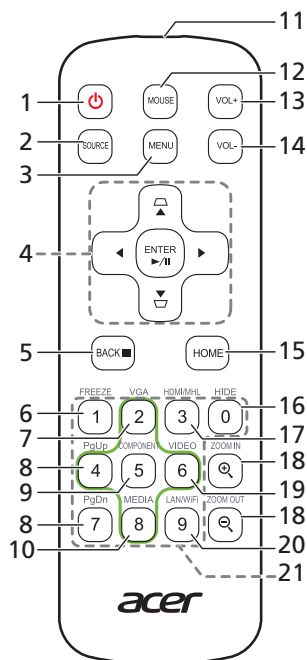 11
12
1 MOUSE VOL+ 13
2 SOURCE MENU VOL- 14
3
4 ENTER
5 BACK HOME 15
FREEZE VGA HDMI/MHL HIDE
6 1 2 3 0 16
7 17
PgUp COMPONENT VIDEO ZOOM IN
8 4 5 6 18
9 19
PgDn MEDIA LAN/WiFi ZOOM OUT
8 7 8 9 18
10 20
21
acer